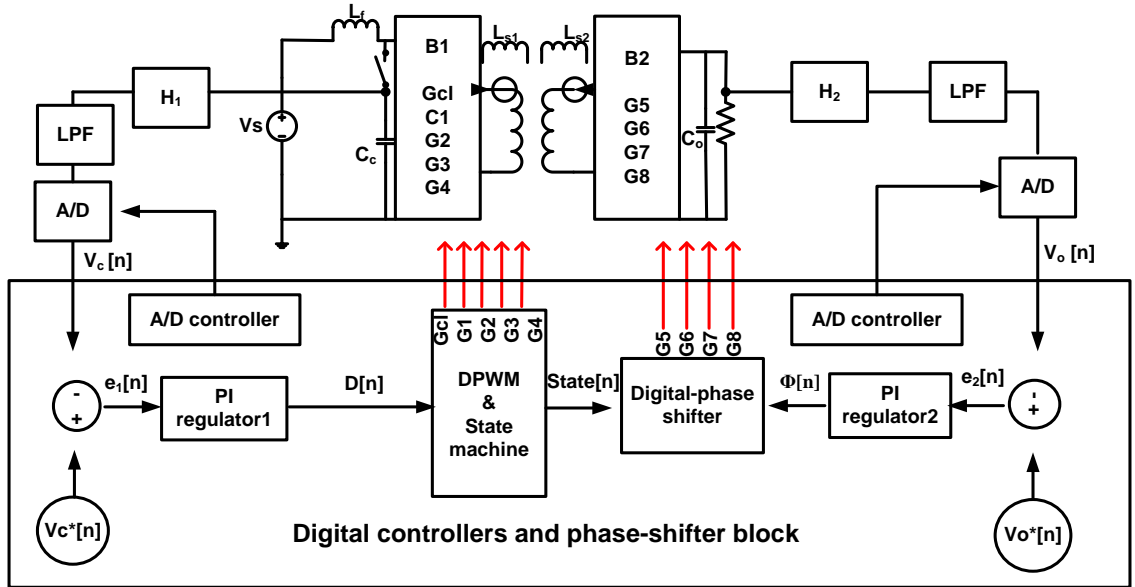 Lf
Ls1
Ls2
B1
Gcl
C1
G2
G3
G4
B2
G5
G6
G7
G8
H1
Vs
Cc
Co
H2
LPF
LPF
A/D
A/D
Vc [n]
Vo [n]
A/D controller
A/D controller
Gcl
G1
G2
G3
G4
G5
G6
G7
G8
DPWM
&
State
machine
State[n]
Digital-phase
shifter
Φ[n]
PI
regulator2
e2[n]
-
+
e1[n]
PI
regulator1
D[n]
-
+
Vc*[n]
Vo*[n]
Digital controllers and phase-shifter block